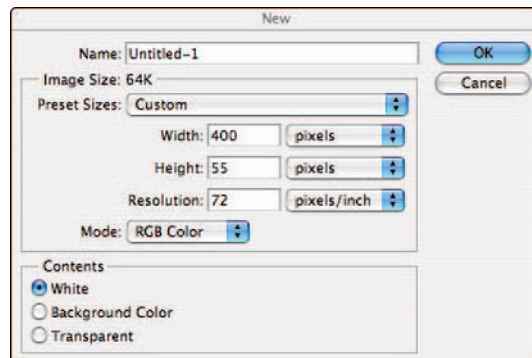 New
Name: Untitled-1
OK
Image Size: 64K
Cancel
Preset Sizes: Custom
Width: 400 pixels
Height: 55 pixels
Resolution: 72 pixels/inch
Mode: RGB Color
Contents
White
Background Color
Transparent